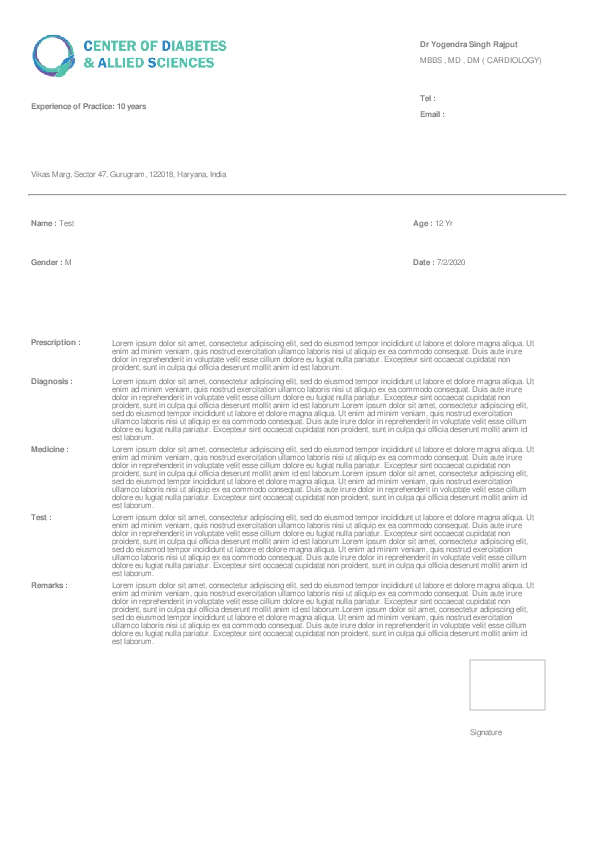 CENTER OF DIABETES
& ALLIED SCIENCES
Dr Yogendra Singh Rajput
MBBS , MD , DM ( CARDIOLOGY)
Tel :
Email :
Experience of Practice: 10 years
Vikas Marg, Sector 47, Gurugram. 122018, Haryana, India
Name : Test
Age : 12 Yr
Gender : M
Date : 7/2/2020
Prescription : Lorem ipsum dolor sit amet, consectetur adipiscing elit, sed do eiusmod tempor incididunt ut labore et dolore magna aliqua. Ut
enim ad minim veniam, quis nostrud exercitation ullamco laboris nisi ut aliquip ex ea commodo consequat. Duis aute irure
dolor in reprehenderit in voluptate velit esse cillum dolore eu fugiat nulla pariatur. Excepteur sint occaecat cupidatat non
proident, sunt in culpa qui officia deserunt mollit anim id est laborum.
Diagnosis : Lorem ipsum dolor sit amet, consectetur adipiscing elit, sed do eiusmod tempor incididunt ut labore et dolore magna aliqua. Ut
enim ad minim veniam, quis nostrud exercitation ullamco laboris nisi ut aliquip ex ea commodo consequat. Duis aute irure
dolor in reprehenderit in voluptate velit esse cillum dolore eu fugiat nulla pariatur. Excepteur sint occaecat cupidatat non
proident, sunt in culpa qui officia deserunt mollit anim id est laborum.Lorem ipsum dolor sit amet, consectetur adipiscing elit,
sed do eiusmod tempor incididunt ut labore et dolore magna aliqua. Ut enim ad minim veniam, quis nostrud exercitation
ullamco laboris nisi ut aliquip ex ea commodo consequat. Duis aute irure dolor in reprehenderit in voluptate velit esse cillum
dolore eu fugiat nulla pariatur. Excepteur sint occaecat cupidatat non proident, sunt in culpa qui officia deserunt mollit anim id
est laborum.
Medicine : Lorem ipsum dolor sit amet, consectetur adipiscing elit, sed do eiusmod tempor incididunt ut labore et dolore magna aliqua. Ut
enim ad minim veniam, quis nostrud exercitation ullamco laboris nisi ut aliquip ex ea commodo consequat. Duis aute irure
dolor in reprehenderit in voluptate velit esse cillum dolore eu fugiat nulla pariatur. Excepteur sint occaecat cupidatat non
proident, sunt in culpa qui officia deserunt mollit anim id est laborum.Lorem ipsum dolor sit amet, consectetur adipiscing elit,
sed do eiusmod tempor incididunt ut labore et dolore magna aliqua. Ut enim ad minim veniam, quis nostrud exercitation
ullamco laboris nisi ut aliquip ex ea commodo consequat. Duis aute irure dolor in reprehenderit in voluptate velit esse cillum
dolore eu fugiat nulla pariatur. Excepteur sint occaecat cupidatat non proident, sunt in culpa qui officia deserunt mollit anim id
est laborum.
Test : Lorem ipsum dolor sit amet, consectetur adipiscing elit, sed do eiusmod tempor incididunt ut labore et dolore magna aliqua. Ut
enim ad minim veniam, quis nostrud exercitation ullamco laboris nisi ut aliquip ex ea commodo consequat. Duis aute irure
dolor in reprehenderit in voluptate velit esse cillum dolore eu fugiat nulla pariatur. Excepteur sint occaecat cupidatat non
proident, sunt in culpa qui officia deserunt mollit anim id est laborum.Lorem ipsum dolor sit amet, consectetur adipiscing elit,
sed do eiusmod tempor incididunt ut labore et dolore magna aliqua. Ut enim ad minim veniam, quis nostrud exercitation
ullamco laboris nisi ut aliquip ex ea commodo consequat. Duis aute irure dolor in reprehenderit in voluptate velit esse cillum
dolore eu fugiat nulla pariatur. Excepteur sint occaecat cupidatat non proident, sunt in culpa qui officia deserunt mollit anim id
est laborum.
Remarks : Lorem ipsum dolor sit amet, consectetur adipiscing elit, sed do eiusmod tempor incididunt ut labore et dolore magna aliqua. Ut
enim ad minim veniam, quis nostrud exercitation ullamco laboris nisi ut aliquip ex ea commodo consequat. Duis aute irure
dolor in reprehenderit in voluptate velit esse cillum dolore eu fugiat nulla pariatur. Excepteur sint occaecat cupidatat non
proident, sunt in culpa qui officia deserunt mollit anim id est laborum.Lorem ipsum dolor sit amet, consectetur adipiscing elit,
sed do eiusmod tempor incididunt ut labore et dolore magna aliqua. Ut enim ad minim veniam, quis nostrud exercitation
ullamco laboris nisi ut aliquip ex ea commodo consequat. Duis aute irure dolor in reprehenderit in voluptate velit esse cillum
dolore eu fugiat nulla pariatur. Excepteur sint occaecat cupidatat non proident, sunt in culpa qui officia deserunt mollit anim id
est laborum.
Signature